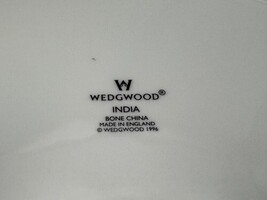 W
WEDGWOOD®
INDIA
BONE CHINA
MADE IN ENGLAND
© WEDGWOOD 1996